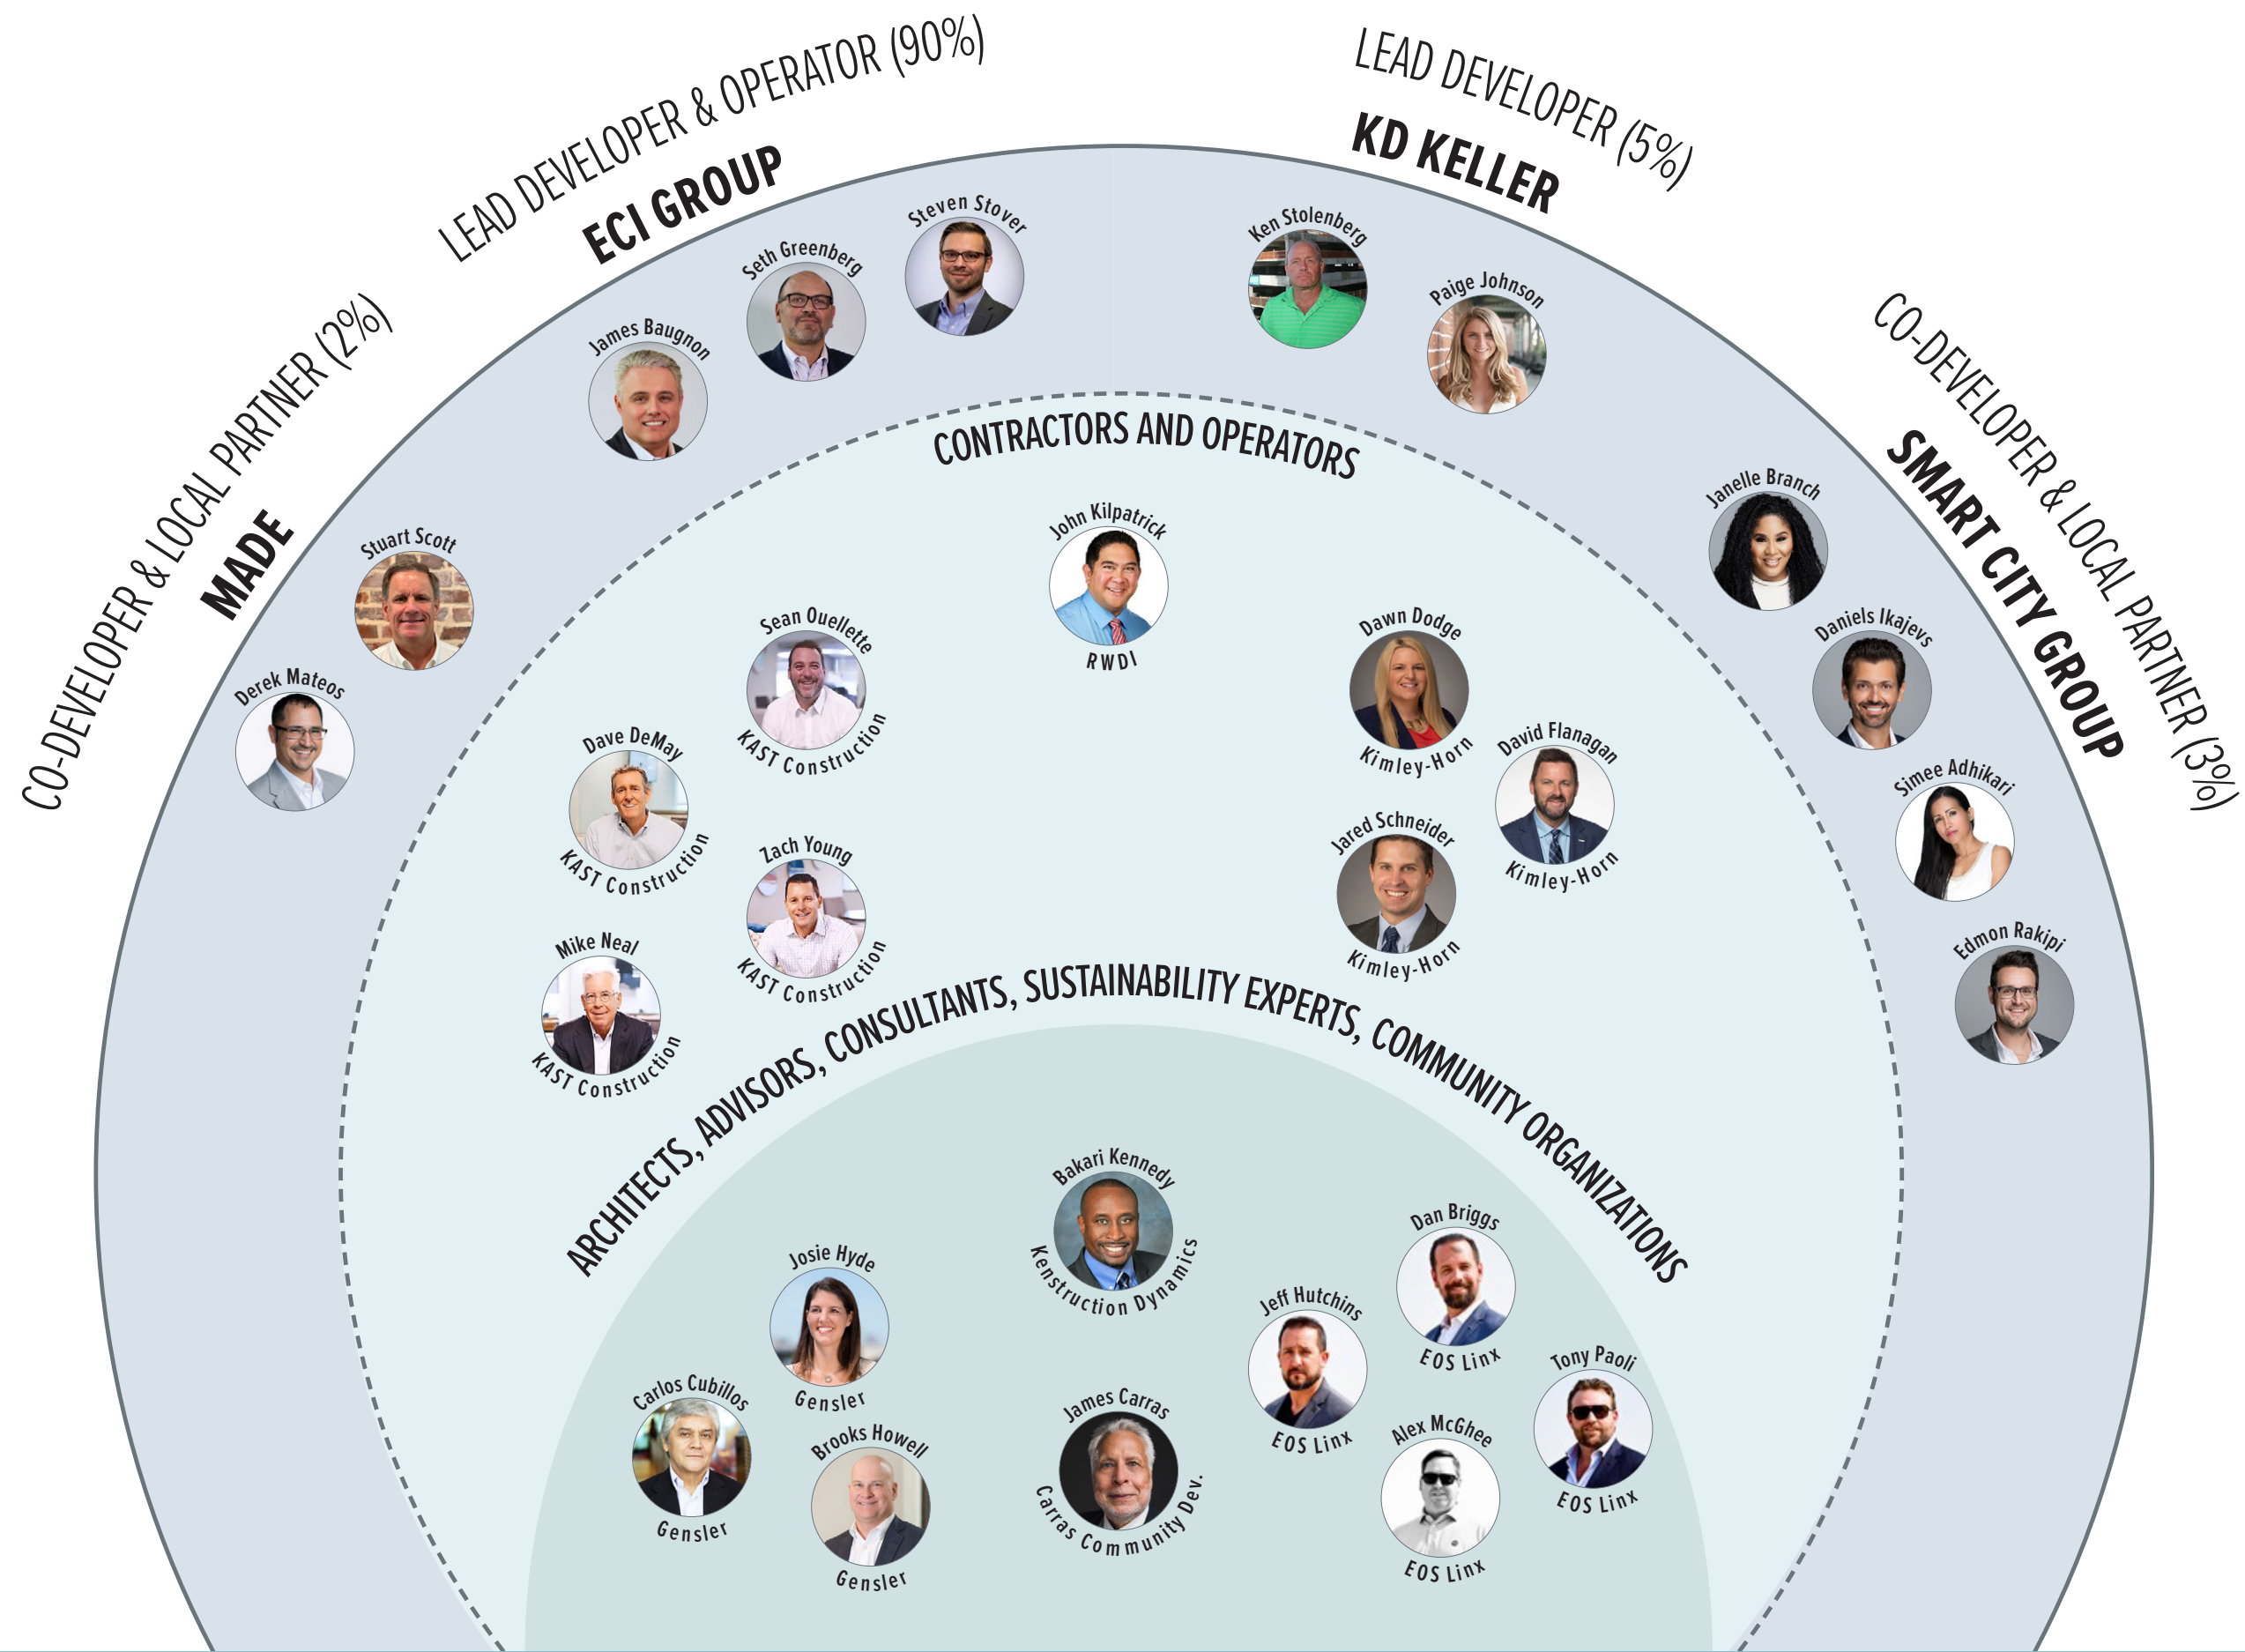 LEAD DEVELOPER & OPERATOR (90%)
ECI GROUP
LEAD DEVELOPER (5%)
KD KELLER
CO-DEVELOPER & LOCAL PARTNER (2%)
MADE
CO-DEVELOPER & LOCAL PARTNER (3%)
SMART CITY GROUP
Steven Stover
Seth Greenberg
James Baugnon
Ken Stolenberg
Paige Johnson
Stuart Scott
Derek Mateos
Janelle Branch
Daniels Ikajevs
Simee Adhikari
Edmon Rakipi
CONTRACTORS AND OPERATORS
John Kilpatrick
RWDI
Sean Ouellette
KAST Construction
Dave DeMay
KAST Construction
Zach Young
KAST Construction
Mike Neal
KAST Construction
Dawn Dodge
Kimley-Horn
David Flanagan
Kimley-Horn
Jared Schneider
Kimley-Horn
ARCHITECTS, ADVISORS, CONSULTANTS, SUSTAINABILITY EXPERTS, COMMUNITY ORGANIZATIONS
Bakari Kennedy
Kenstruction Dynamics
Josie Hyde
Gensler
Carlos Cubillos
Gensler
Brooks Howell
Gensler
James Carras
Carras Community Dev.
Dan Briggs
EOS Linx
Jeff Hutchins
EOS Linx
Tony Paoli
EOS Linx
Alex McGhee
EOS Linx